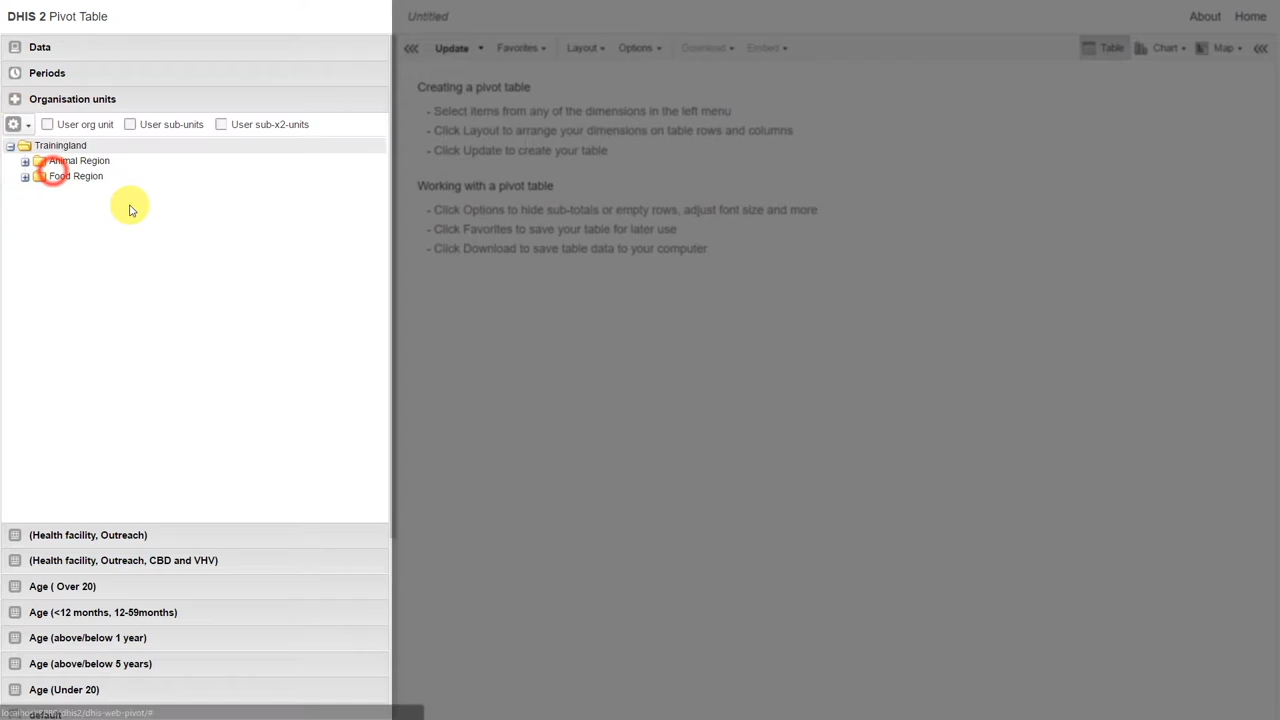 DHIS 2 Pivot Table
Untitled
About
Home
Data
Update
Favorites
Layout
Options
Download
Embed
Table
Chart
Map
Periods
Organisation units
User org unit
User sub-units
User sub-x2-units
Trainingland
Animal Region
Food Region
Creating a pivot table
- Select items from any of the dimensions in the left menu
- Click Layout to arrange your dimensions on table rows and columns
- Click Update to create your table
Working with a pivot table
- Click Options to hide sub-totals or empty rows, adjust font size and more
- Click Favorites to save your table for later use
- Click Download to save table data to your computer
(Health facility, Outreach)
(Health facility, Outreach, CBD and VHV)
Age ( Over 20)
Age (<12 months, 12-59months)
Age (above/below 1 year)
Age (above/below 5 years)
Age (Under 20)
default